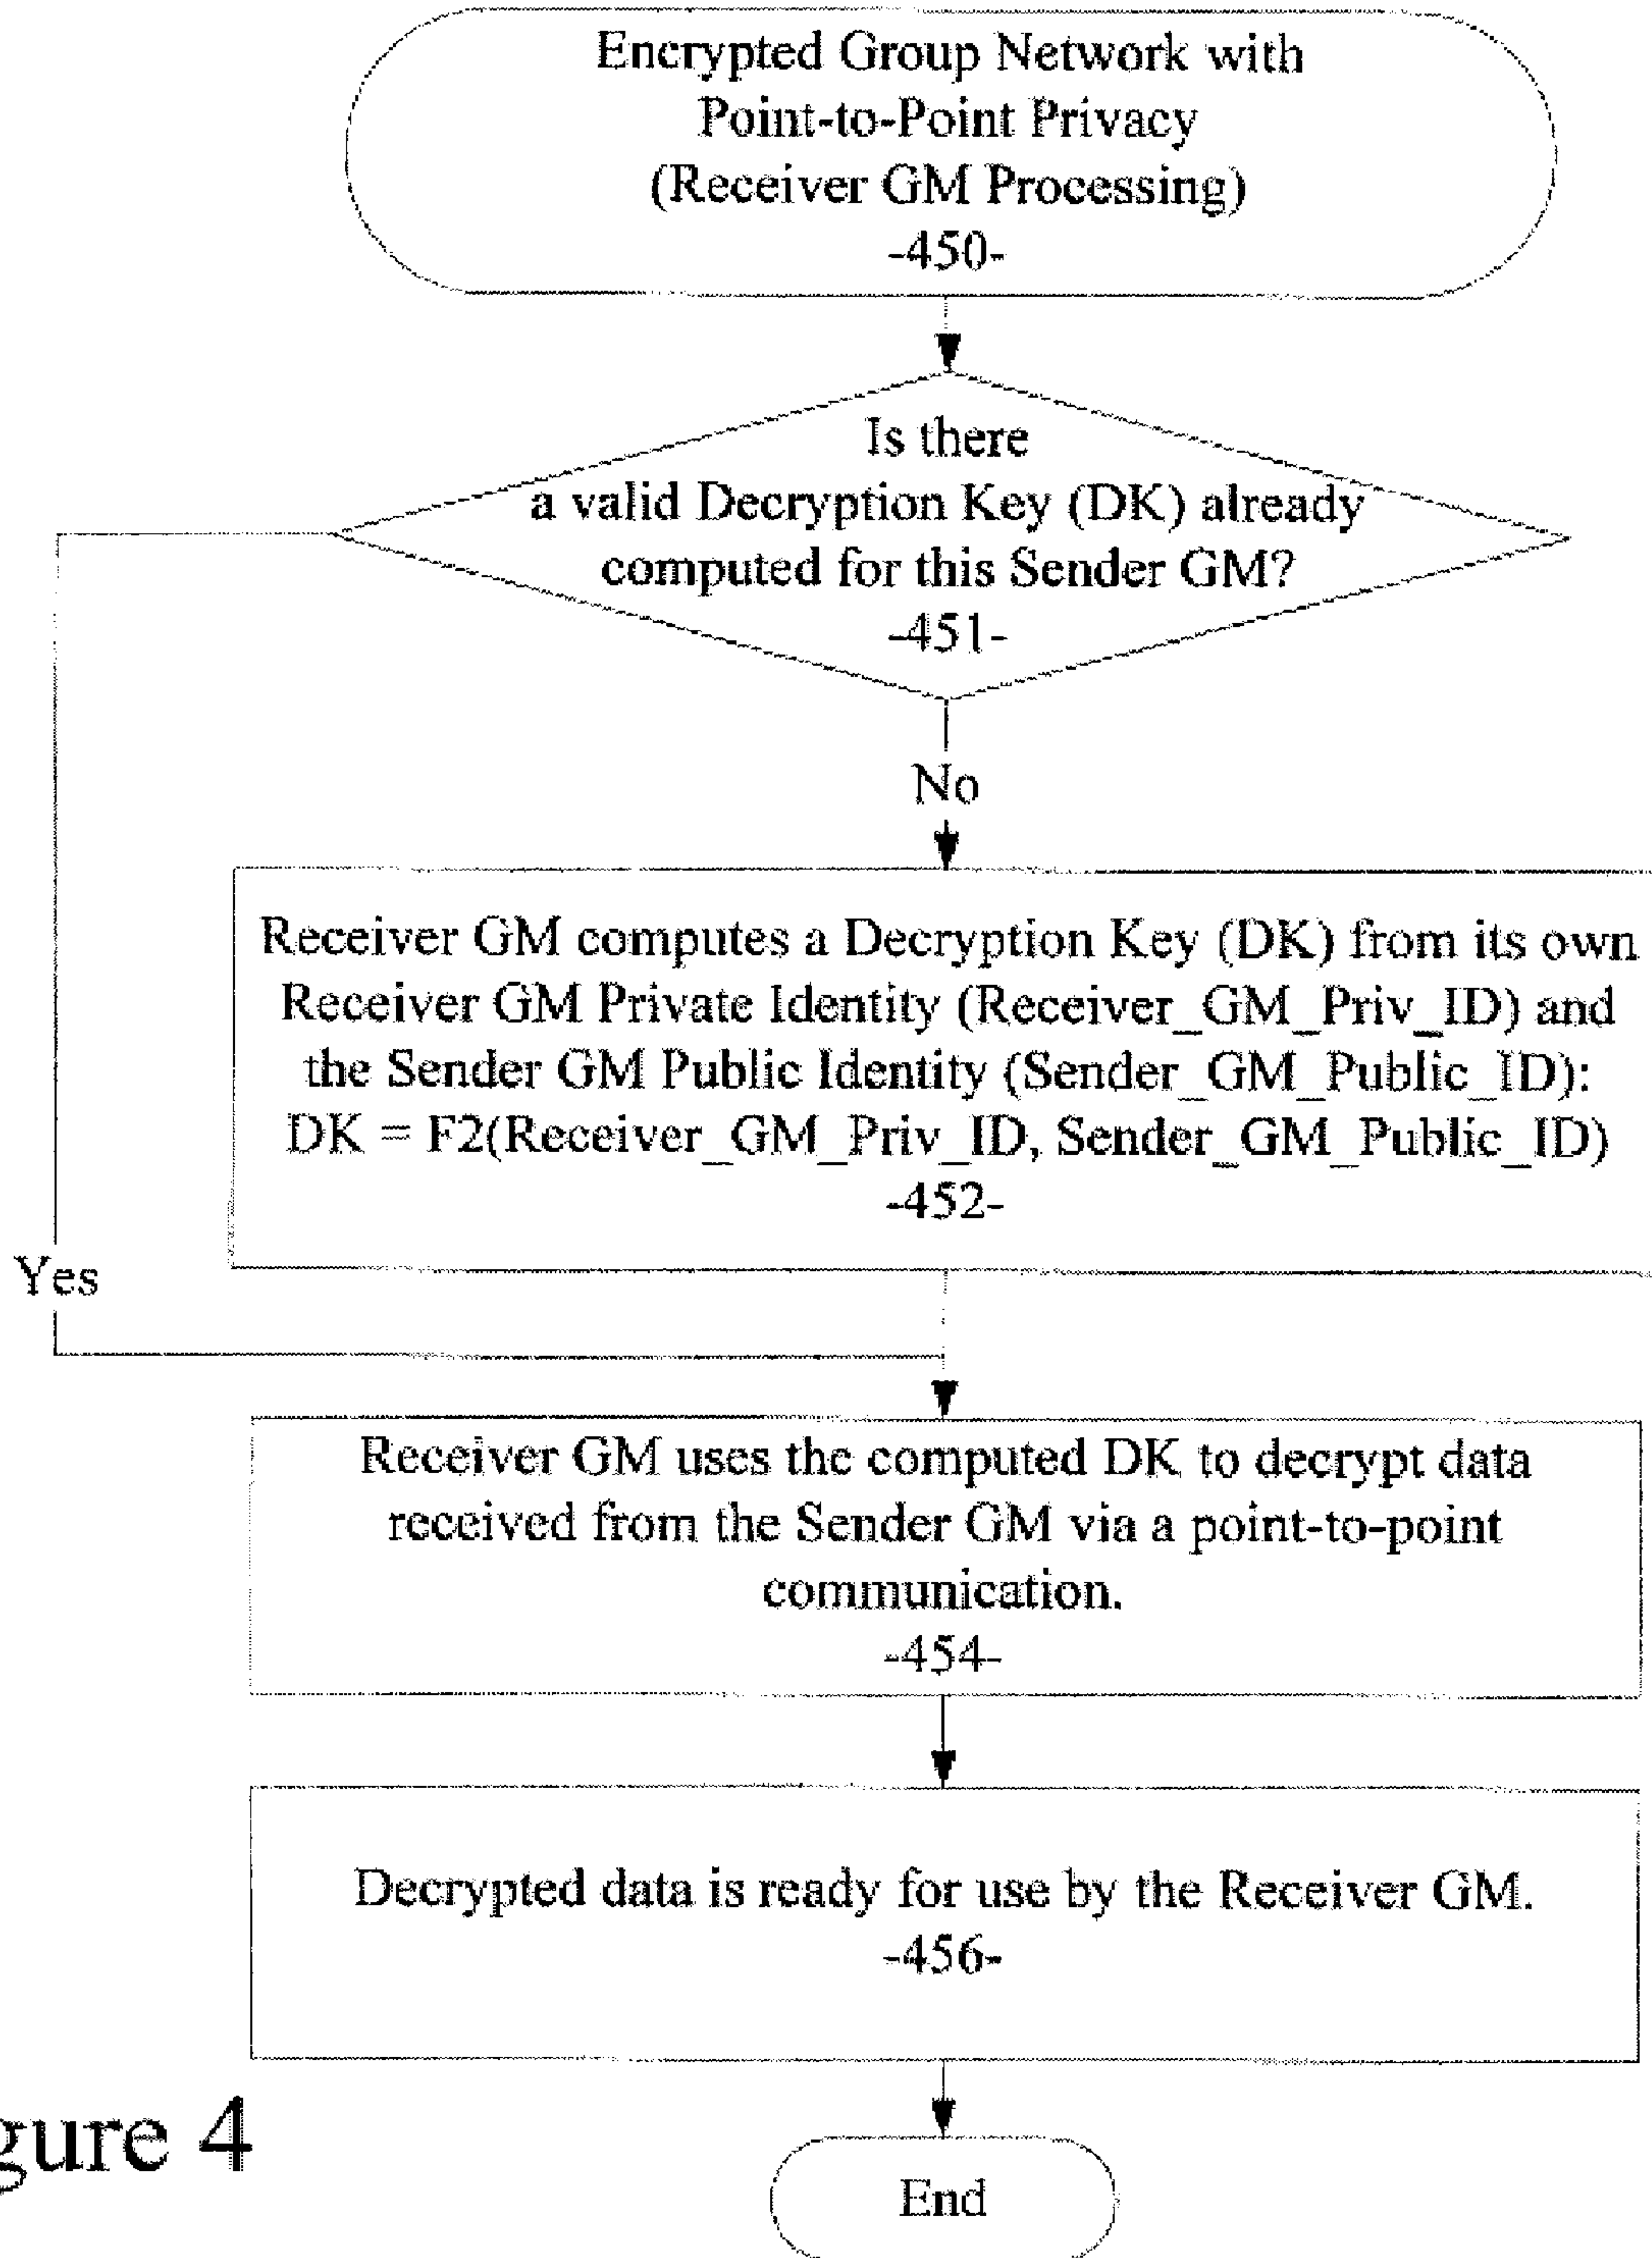 Encrypted Group Network with
Point-to-Point Privacy
(Receiver GM Processing)
-450-
Is there
a valid Decryption Key (DK) already
computed for this Sender GM?
-451-
No
Receiver GM computes a Decryption Key (DK) from its own
Receiver GM Private Identity (Receiver_GM_Priv_ID) and
the Sender GM Public Identity (Sender_GM_Public_ID):
DK = F2(Receiver_GM_Priv_ID, Sender_GM_Public_ID)
-452-
Yes
Receiver GM uses the computed DK to decrypt data
received from the Sender GM via a point-to-point
communication.
-454-
Decrypted data is ready for use by the Receiver GM.
-456-
gure 4
End